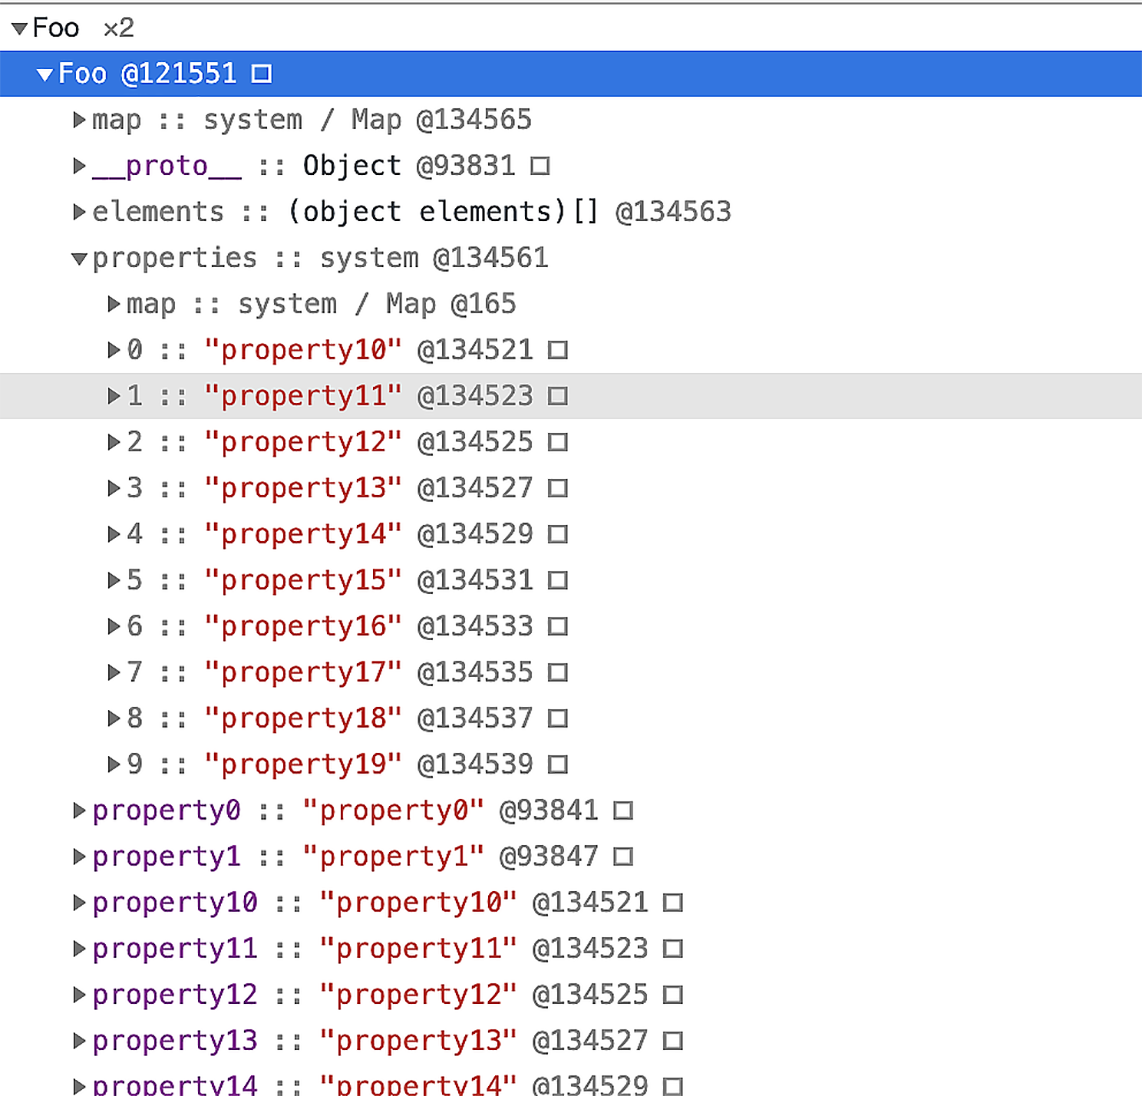 Foo ×2
Foo @121551
map :: system / Map @134565
__proto__ :: Object @93831
elements :: (object elements)[] @134563
properties :: system @134561
map :: system / Map @165
0 :: "property10" @134521
1 :: "property11" @134523
2 :: "property12" @134525
3 :: "property13" @134527
4 :: "property14" @134529
5 :: "property15" @134531
6 :: "property16" @134533
7 :: "property17" @134535
8 :: "property18" @134537
9 :: "property19" @134539
property0 :: "property0" @93841
property1 :: "property1" @93847
property10 :: "property10" @134521
property11 :: "property11" @134523
property12 :: "property12" @134525
property13 :: "property13" @134527
property14 :: "property14" @134529